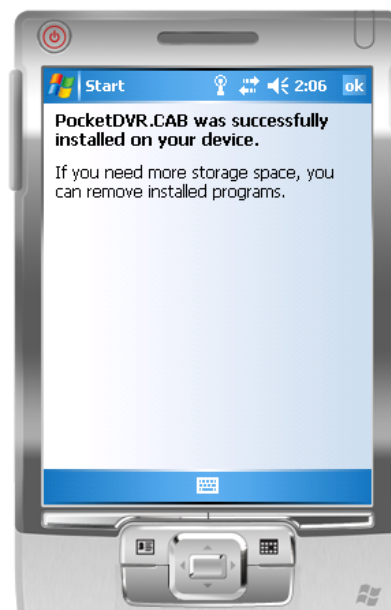 Start 2:06 ok
PocketDVR.CAB was successfully
installed on your device.
If you need more storage space, you
can remove installed programs.